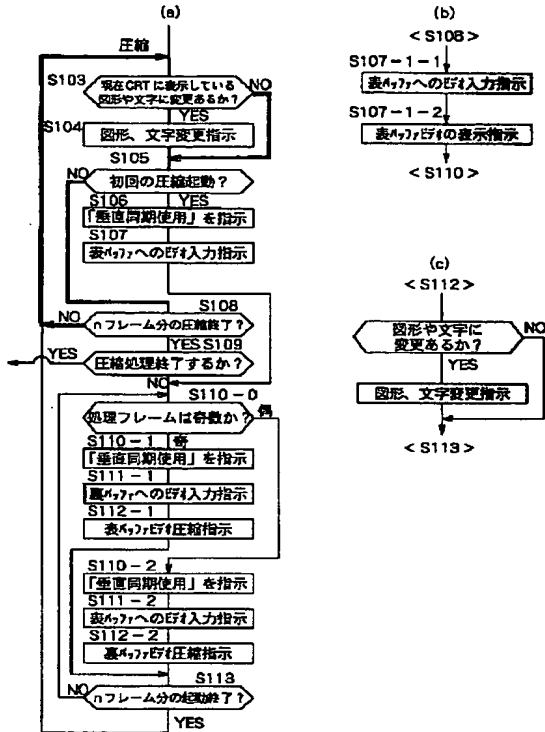 (a)
圧縮
S103
現在CRTに表示している
図形や文字に変更あるか?
NO
YES
S104
図形、文字変更指示
S105
NO
初回の圧縮起動?
S106
YES
「垂直同期使用」を指示
S107
表バッファへのビデオ入力指示
S108
NO
nフレーム分の圧縮終了?
YES
YES S109
圧縮処理終了するか?
NO
S110-0
処理フレームは奇数か?
偶
S110-1
奇
「垂直同期使用」を指示
S111-1
裏バッファへのビデオ入力指示
S112-1
表バッファビデオ圧縮指示
S110-2
「垂直同期使用」を指示
S111-2
表バッファへのビデオ入力指示
S112-2
裏バッファビデオ圧縮指示
S113
NO
nフレーム分の起動終了?
YES
(b)
<S108>
S107-1-1
表バッファへのビデオ入力指示
S107-1-2
表バッファビデオの表示指示
<S110>
(c)
<S112>
図形や文字に
変更あるか?
NO
YES
図形、文字変更指示
<S113>